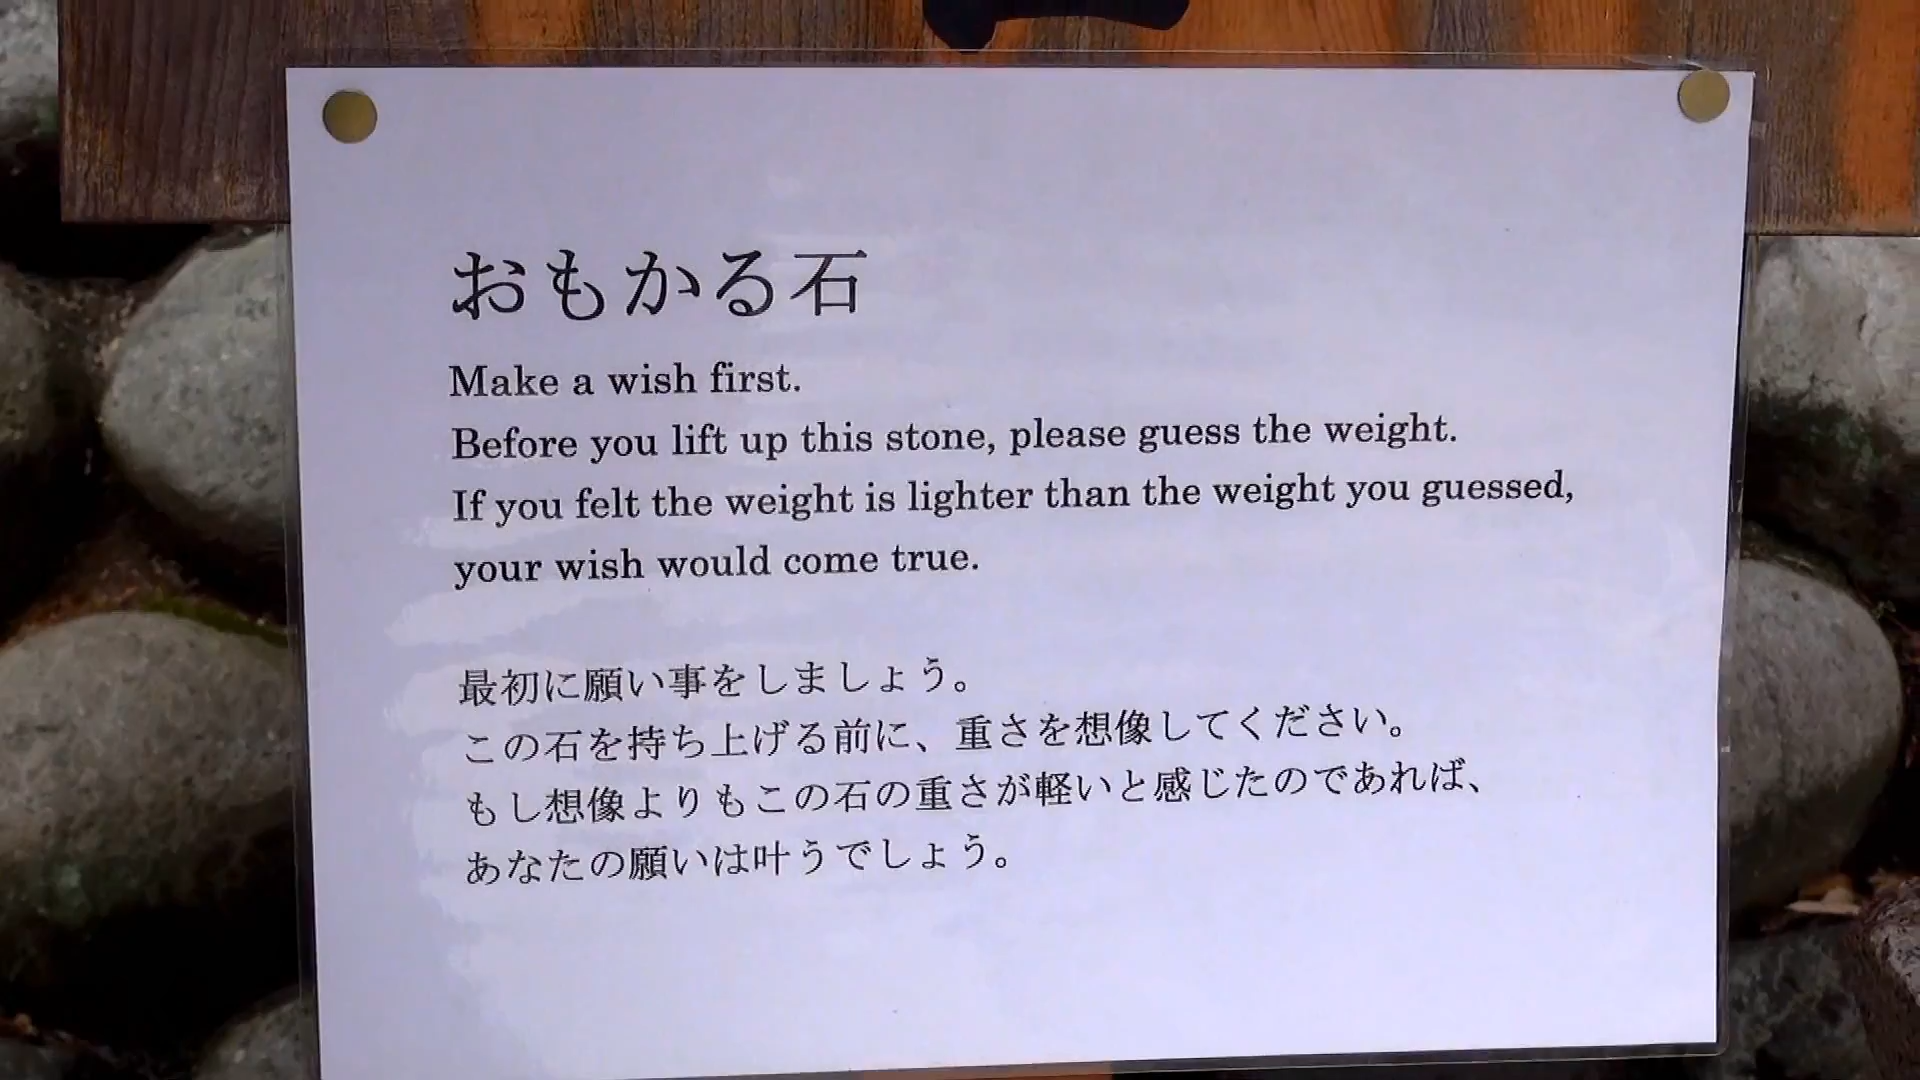 おもかる石
Make a wish first.
Before you lift up this stone, please guess the weight.
If you felt the weight is lighter than the weight you guessed,
your wish would come true.
最初に願い事をしましょう。
この石を持ち上げる前に、重さを想像してください。
もし想像よりもこの石の重さが軽いと感じたのであれば、
あなたの願いは叶うでしょう。